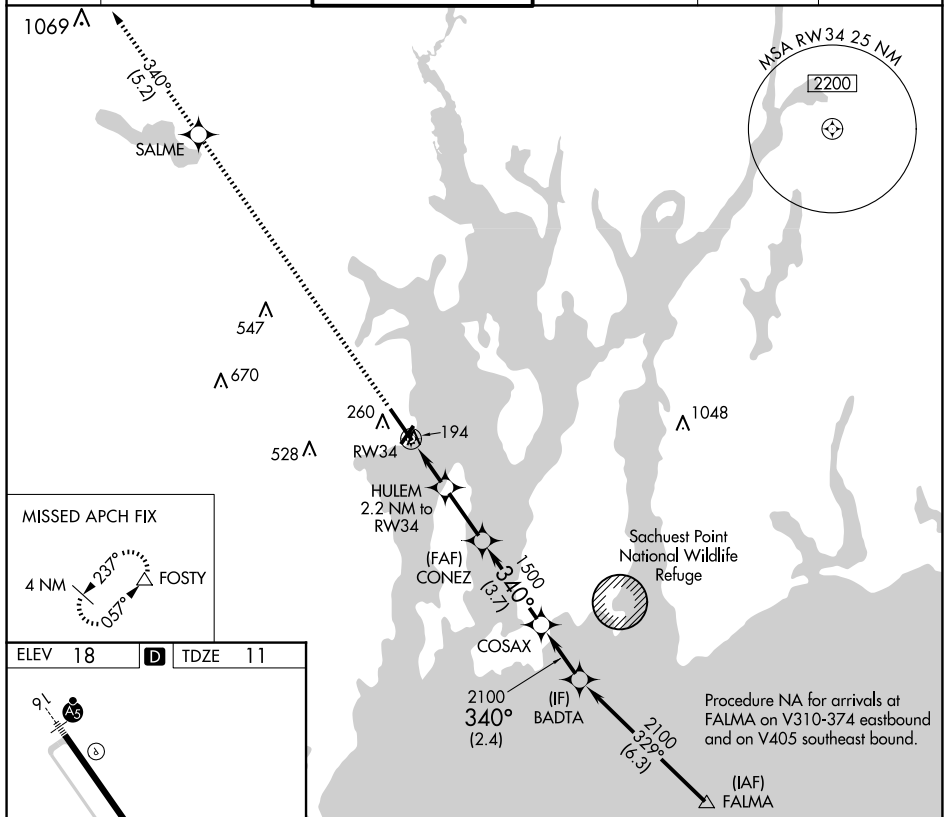 1069
340°
(5.2)
SALME
MSA RW34 25 NM
2200
547
670
260
194
RW34
528
1048
HULEM
2.2 NM to
RW34
MISSED APCH FIX
4 NM
237°
057°
FOSTY
(FAF)
CONEZ
1500
340°
(3.7)
Sachuest Point
National Wildlife
Refuge
COSAX
2100
340°
(2.4)
(IF)
BADTA
2100
329°
(6.3)
Procedure NA for arrivals at
FALMA on V310-374 eastbound
and on V405 southeast bound.
(IAF)
FALMA
ELEV 18 D TDZE 11
16
A5
P